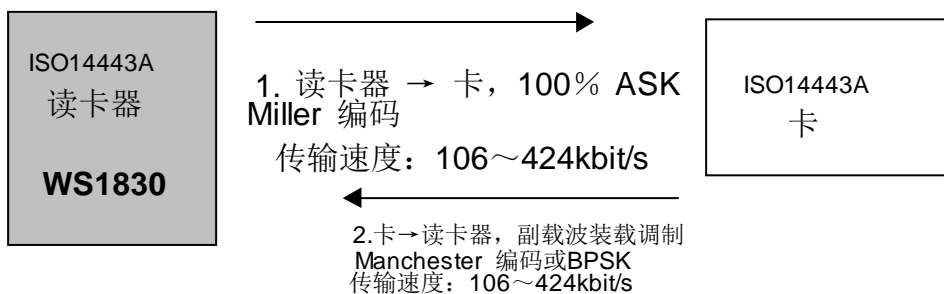 ISO14443A
读卡器
WS1830
1. 读卡器 → 卡，100％ ASK
Miller 编码
传输速度：106～424kbit/s
2.卡→读卡器，副载波装载调制
Manchester 编码或BPSK
传输速度：106～424kbit/s
ISO14443A
卡